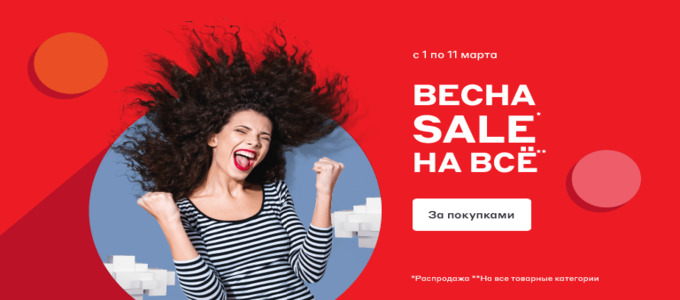 с 1 по 11 марта
ВЕСНА
SALE*
НА ВСЁ**
За покупками
*Распродажа **На все товарные категории